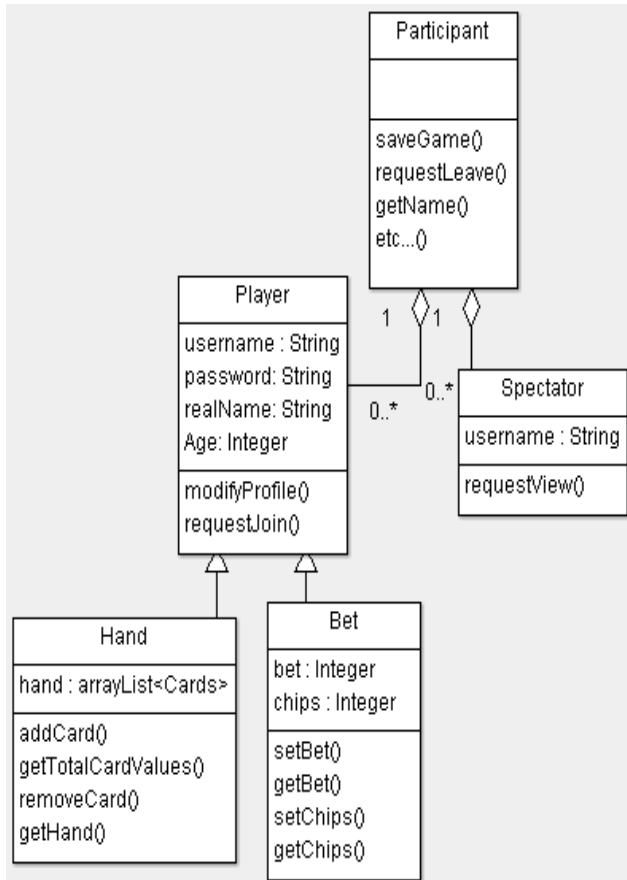 Participant
saveGame()
requestLeave()
getName()
etc...()
Player
username : String
password: String
realName: String
Age: Integer
modifyProfile()
requestJoin()
1
1
0..*
0..*
Spectator
username : String
requestView()
Hand
hand : arrayList<Cards>
addCard()
getTotalCardValues()
removeCard()
getHand()
Bet
bet : Integer
chips : Integer
setBet()
getBet()
setChips()
getChips()